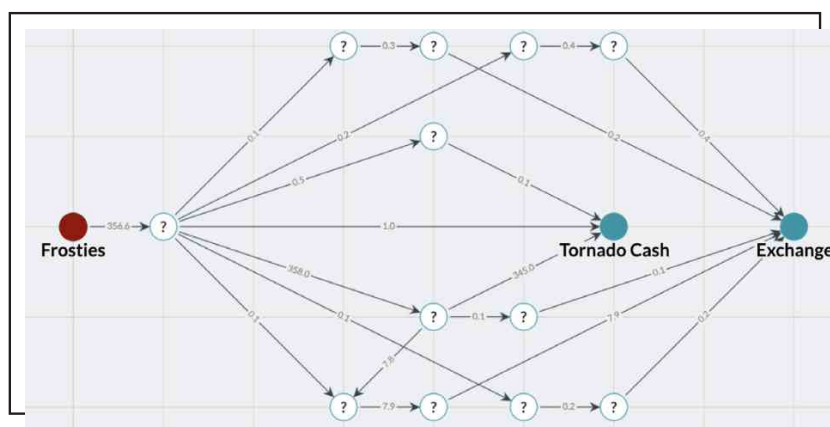 ? 0.3 ? ? 0.4 ?
0.1 0.2 ? 0.2 0.4
0.5 0.1
356.6 ? 1.0
Frosties Tornado Cash Exchange
358.0 345.0 0.1
0.1 0.1 ? 0.1 ? 7.9 0.2
7.8
? 7.9 ? ? 0.2 ?